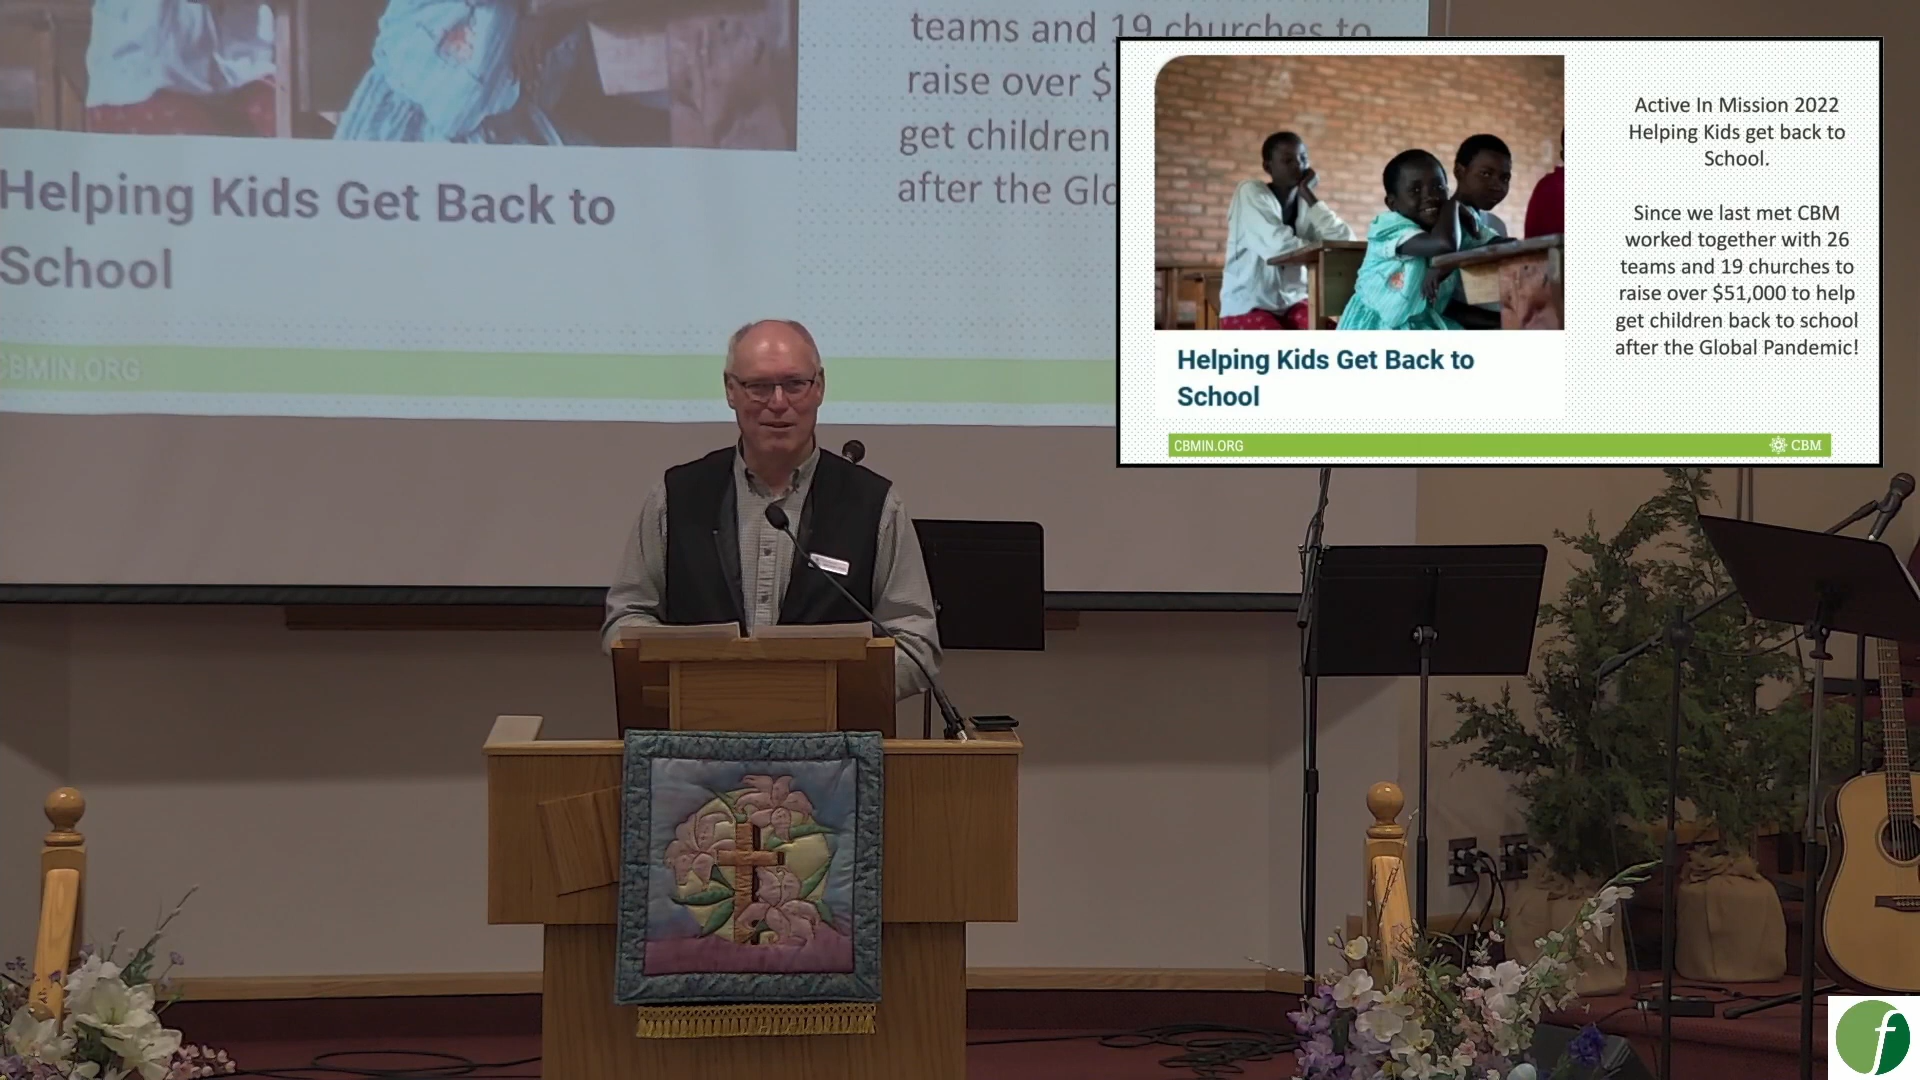 teams and 19 churches to
raise over $
get children
after the Glo
Helping Kids Get Back to
School
CBMIN.ORG
Active In Mission 2022
Helping Kids get back to
School.
Since we last met CBM
worked together with 26
teams and 19 churches to
raise over $51,000 to help
get children back to school
after the Global Pandemic!
Helping Kids Get Back to
School
CBMIN.ORG
CBM
f